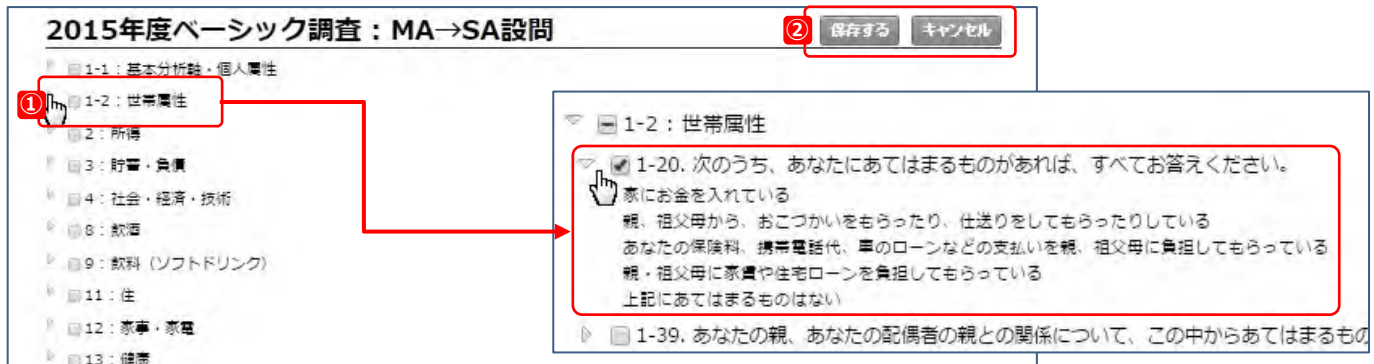 2015年度ベーシック調査：MA→SA設問
② 保存する キャンセル
1-1：基本分析軸・個人属性
① 1-2：世帯属性
2：所得
3：貯蓄・負債
4：社会・経済・技術
8：飲酒
9：飲料（ソフトドリンク）
11：住
12：家事・家電
13：健康
1-2：世帯属性
1-20. 次のうち、あなたにあてはまるものがあれば、すべてお答えください。
家にお金を入れている
親、祖父母から、おこづかいをもらったり、仕送りをしてもらったりしている
あなたの保険料、携帯電話代、車のローンなどの支払いを親、祖父母に負担してもらっている
親・祖父母に家賃や住宅ローンを負担してもらっている
上記にあてはまるものはない
1-39. あなたの親、あなたの配偶者の親との関係について、この中からあてはまるもの